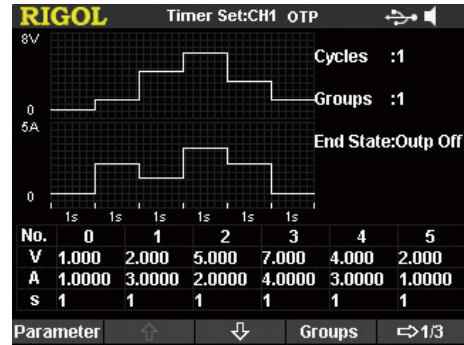 RIGOL Timer Set:CH1 OTP
8V
Cycles :1
Groups :1
0
5A
End State:Outp Off
0
1s 1s 1s 1s 1s 1s
No. 0 1 2 3 4 5
V 1.000 2.000 5.000 7.000 4.000 2.000
A 1.0000 3.0000 2.0000 4.0000 3.0000 1.0000
s 1 1 1 1 1 1
Parameter Groups 1/3